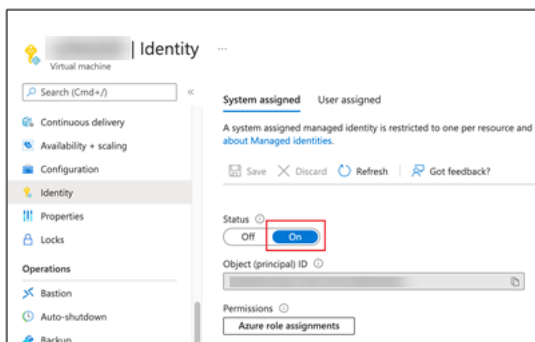 | Identity ...
Virtual machine
Search (Cmd+/)
«
Continuous delivery
Availability + scaling
Configuration
Identity
Properties
Locks
Operations
Bastion
Auto-shutdown
Backup
System assigned User assigned
A system assigned managed identity is restricted to one per resource and
about Managed identities.
Save Discard Refresh Got feedback?
Status
Off On
Object (principal) ID
Permissions
Azure role assignments